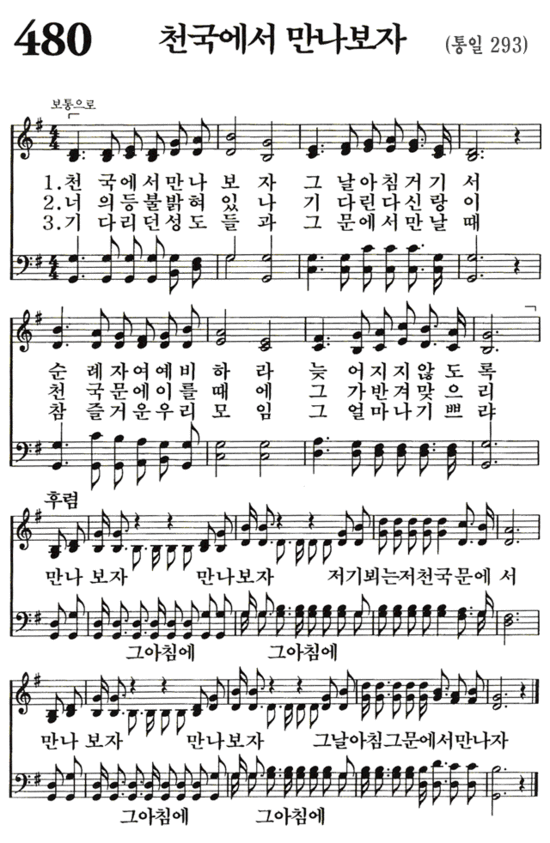 480 천국에서 만나보자 (통일 293)
보통으로
1.천 국에서만나 보 자 그 날아침거기 서
2.너 의등불밝혀 있 나 기 다린다신랑 이
3.기 다리던성도 들 과 그 문에서만날 때
순 례자여예비 하 라 늦 어지지않도 록
천 국문에이를 때 에 그 가반겨맞으 리
참 즐거운우리 모 임 그 얼마나기쁘 랴
후렴
만나 보자 만나보자 저기뵈는저천국문에 서
그아침에 그아침에
만나 보자 만나보자 그날아침그문에서만나자
그아침에 그아침에